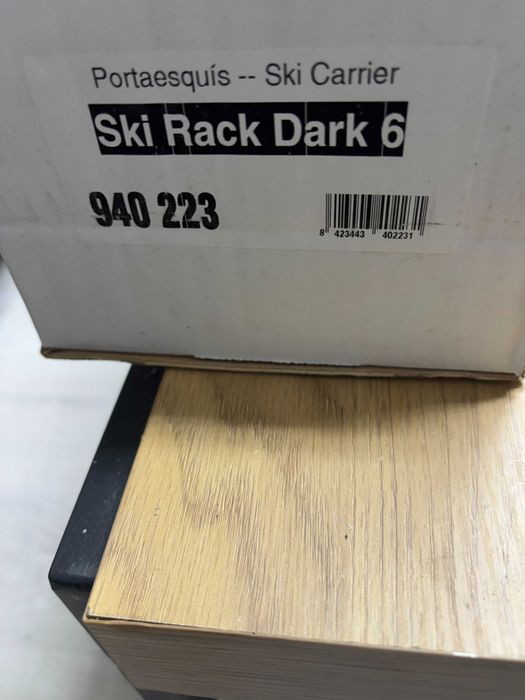 Portaesquís -- Ski Carrier
Ski Rack Dark 6
940 223
8 423443 402231